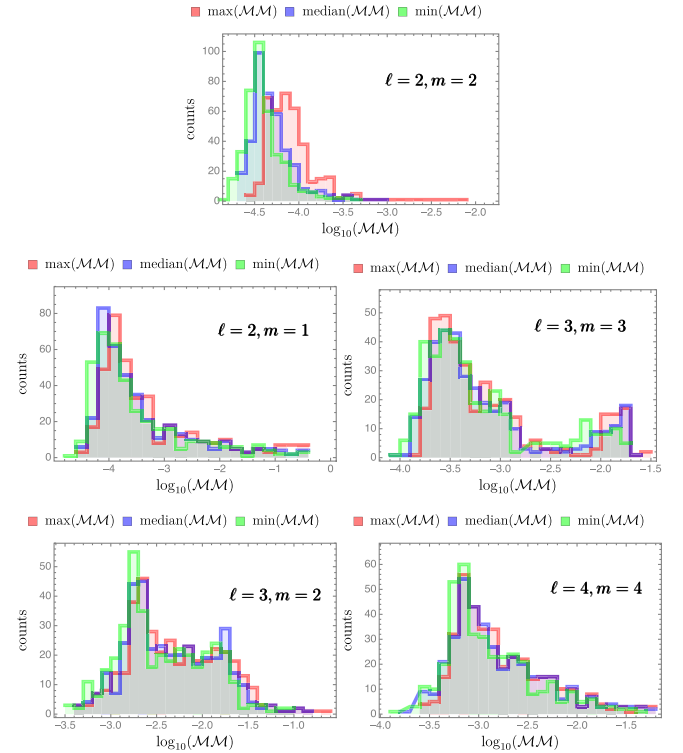 max(ℳℳ) median(ℳℳ) min(ℳℳ)
ℓ = 2, m = 2
counts
100
80
60
40
20
0
-4.5 -4.0 -3.5 -3.0 -2.5 -2.0
log₁₀(ℳℳ)
max(ℳℳ) median(ℳℳ) min(ℳℳ)
ℓ = 2, m = 1
counts
80
60
40
20
0
-4 -3 -2 -1 0
log₁₀(ℳℳ)
max(ℳℳ) median(ℳℳ) min(ℳℳ)
ℓ = 3, m = 3
counts
50
40
30
20
10
0
-4.0 -3.5 -3.0 -2.5 -2.0 -1.5
log₁₀(ℳℳ)
max(ℳℳ) median(ℳℳ) min(ℳℳ)
ℓ = 3, m = 2
counts
50
40
30
20
10
0
-3.5 -3.0 -2.5 -2.0 -1.5 -1.0
log₁₀(ℳℳ)
max(ℳℳ) median(ℳℳ) min(ℳℳ)
ℓ = 4, m = 4
counts
60
50
40
30
20
10
0
-4.0 -3.5 -3.0 -2.5 -2.0 -1.5
log₁₀(ℳℳ)